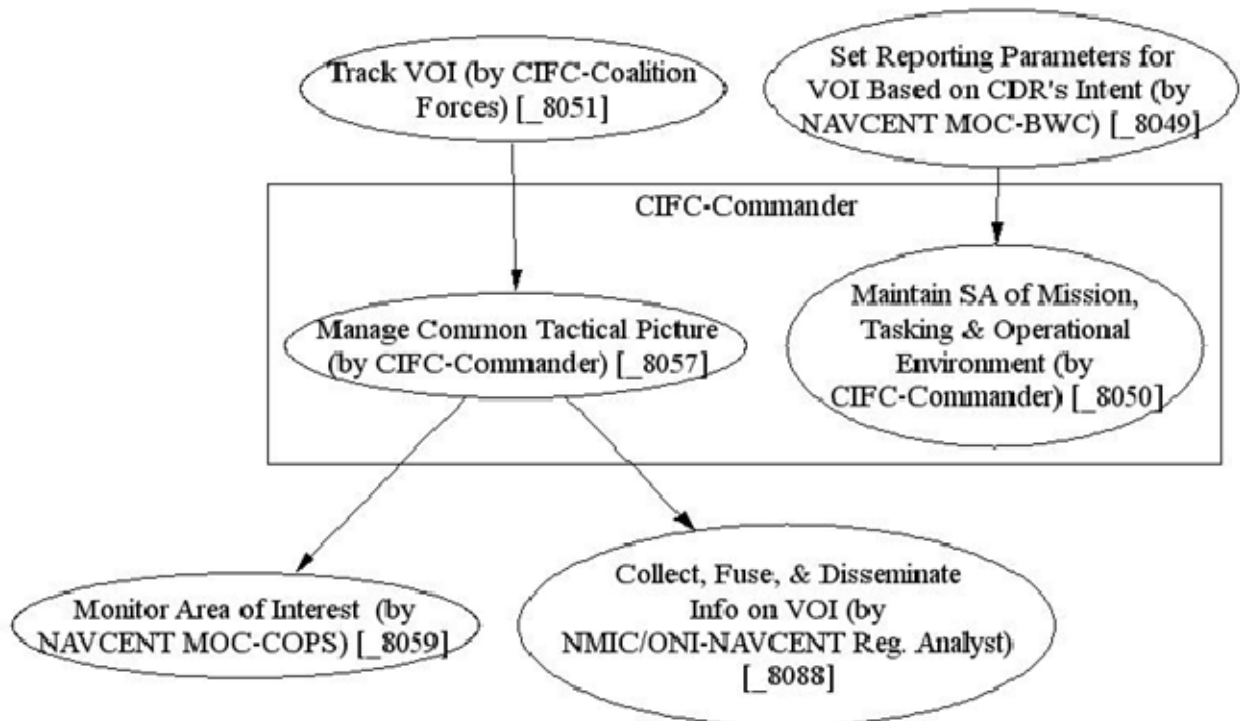 Track VOI (by CIFC-Coalition
Forces) [_8051]
Set Reporting Parameters for
VOI Based on CDR's Intent (by
NAVCENT MOC-BWC) [_8049]
CIFC-Commander
Manage Common Tactical Picture
(by CIFC-Commander) [_8057]
Maintain SA of Mission,
Tasking & Operational
Environment (by
CIFC-Commander) [_8050]
Monitor Area of Interest (by
NAVCENT MOC-COPS) [_8059]
Collect, Fuse, & Disseminate
Info on VOI (by
NMIC/ONI-NAVCENT Reg. Analyst)
[_8088]